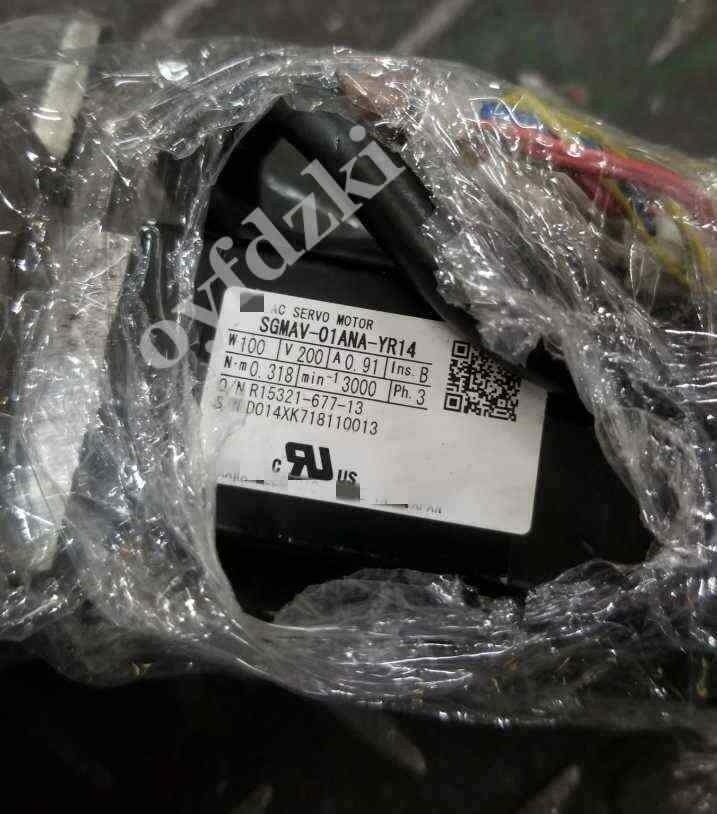 oyfdzki
AC SERVO MOTOR
SGMAV-01ANA-YR14
W 100 V 200 A 0.91 Ins. B
N·m 0.318 min⁻¹ 3000 Ph. 3
O/N R15321-677-13
S/N D014XK718110013
c RU US